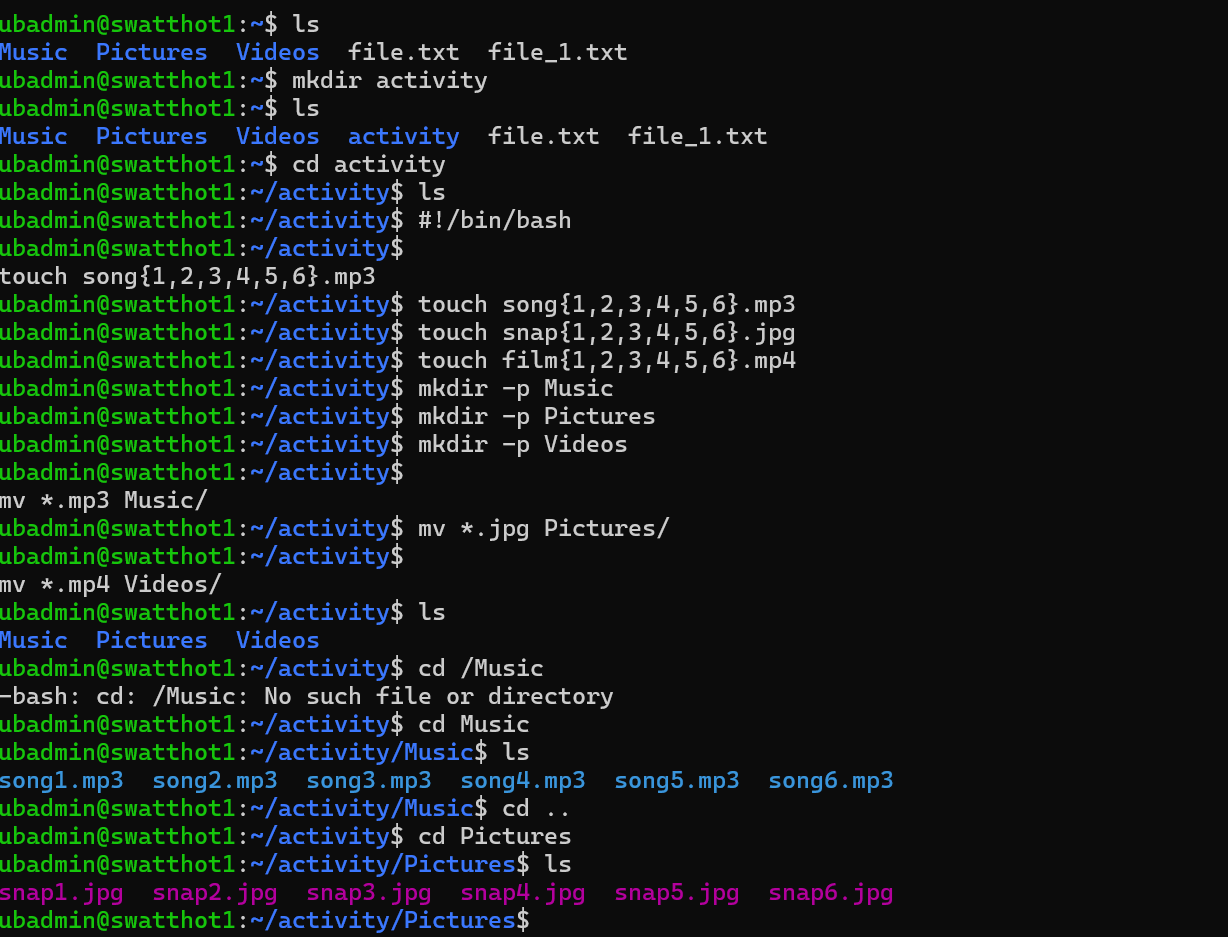 ubadmin@swatthot1:~$ ls
Music  Pictures  Videos  file.txt  file_1.txt
ubadmin@swatthot1:~$ mkdir activity
ubadmin@swatthot1:~$ ls
Music  Pictures  Videos  activity  file.txt  file_1.txt
ubadmin@swatthot1:~$ cd activity
ubadmin@swatthot1:~/activity$ ls
ubadmin@swatthot1:~/activity$ #!/bin/bash
ubadmin@swatthot1:~/activity$
touch song{1,2,3,4,5,6}.mp3
ubadmin@swatthot1:~/activity$ touch song{1,2,3,4,5,6}.mp3
ubadmin@swatthot1:~/activity$ touch snap{1,2,3,4,5,6}.jpg
ubadmin@swatthot1:~/activity$ touch film{1,2,3,4,5,6}.mp4
ubadmin@swatthot1:~/activity$ mkdir -p Music
ubadmin@swatthot1:~/activity$ mkdir -p Pictures
ubadmin@swatthot1:~/activity$ mkdir -p Videos
ubadmin@swatthot1:~/activity$
mv *.mp3 Music/
ubadmin@swatthot1:~/activity$ mv *.jpg Pictures/
ubadmin@swatthot1:~/activity$
mv *.mp4 Videos/
ubadmin@swatthot1:~/activity$ ls
Music  Pictures  Videos
ubadmin@swatthot1:~/activity$ cd /Music
-bash: cd: /Music: No such file or directory
ubadmin@swatthot1:~/activity$ cd Music
ubadmin@swatthot1:~/activity/Music$ ls
song1.mp3  song2.mp3  song3.mp3  song4.mp3  song5.mp3  song6.mp3
ubadmin@swatthot1:~/activity/Music$ cd ..
ubadmin@swatthot1:~/activity$ cd Pictures
ubadmin@swatthot1:~/activity/Pictures$ ls
snap1.jpg  snap2.jpg  snap3.jpg  snap4.jpg  snap5.jpg  snap6.jpg
ubadmin@swatthot1:~/activity/Pictures$